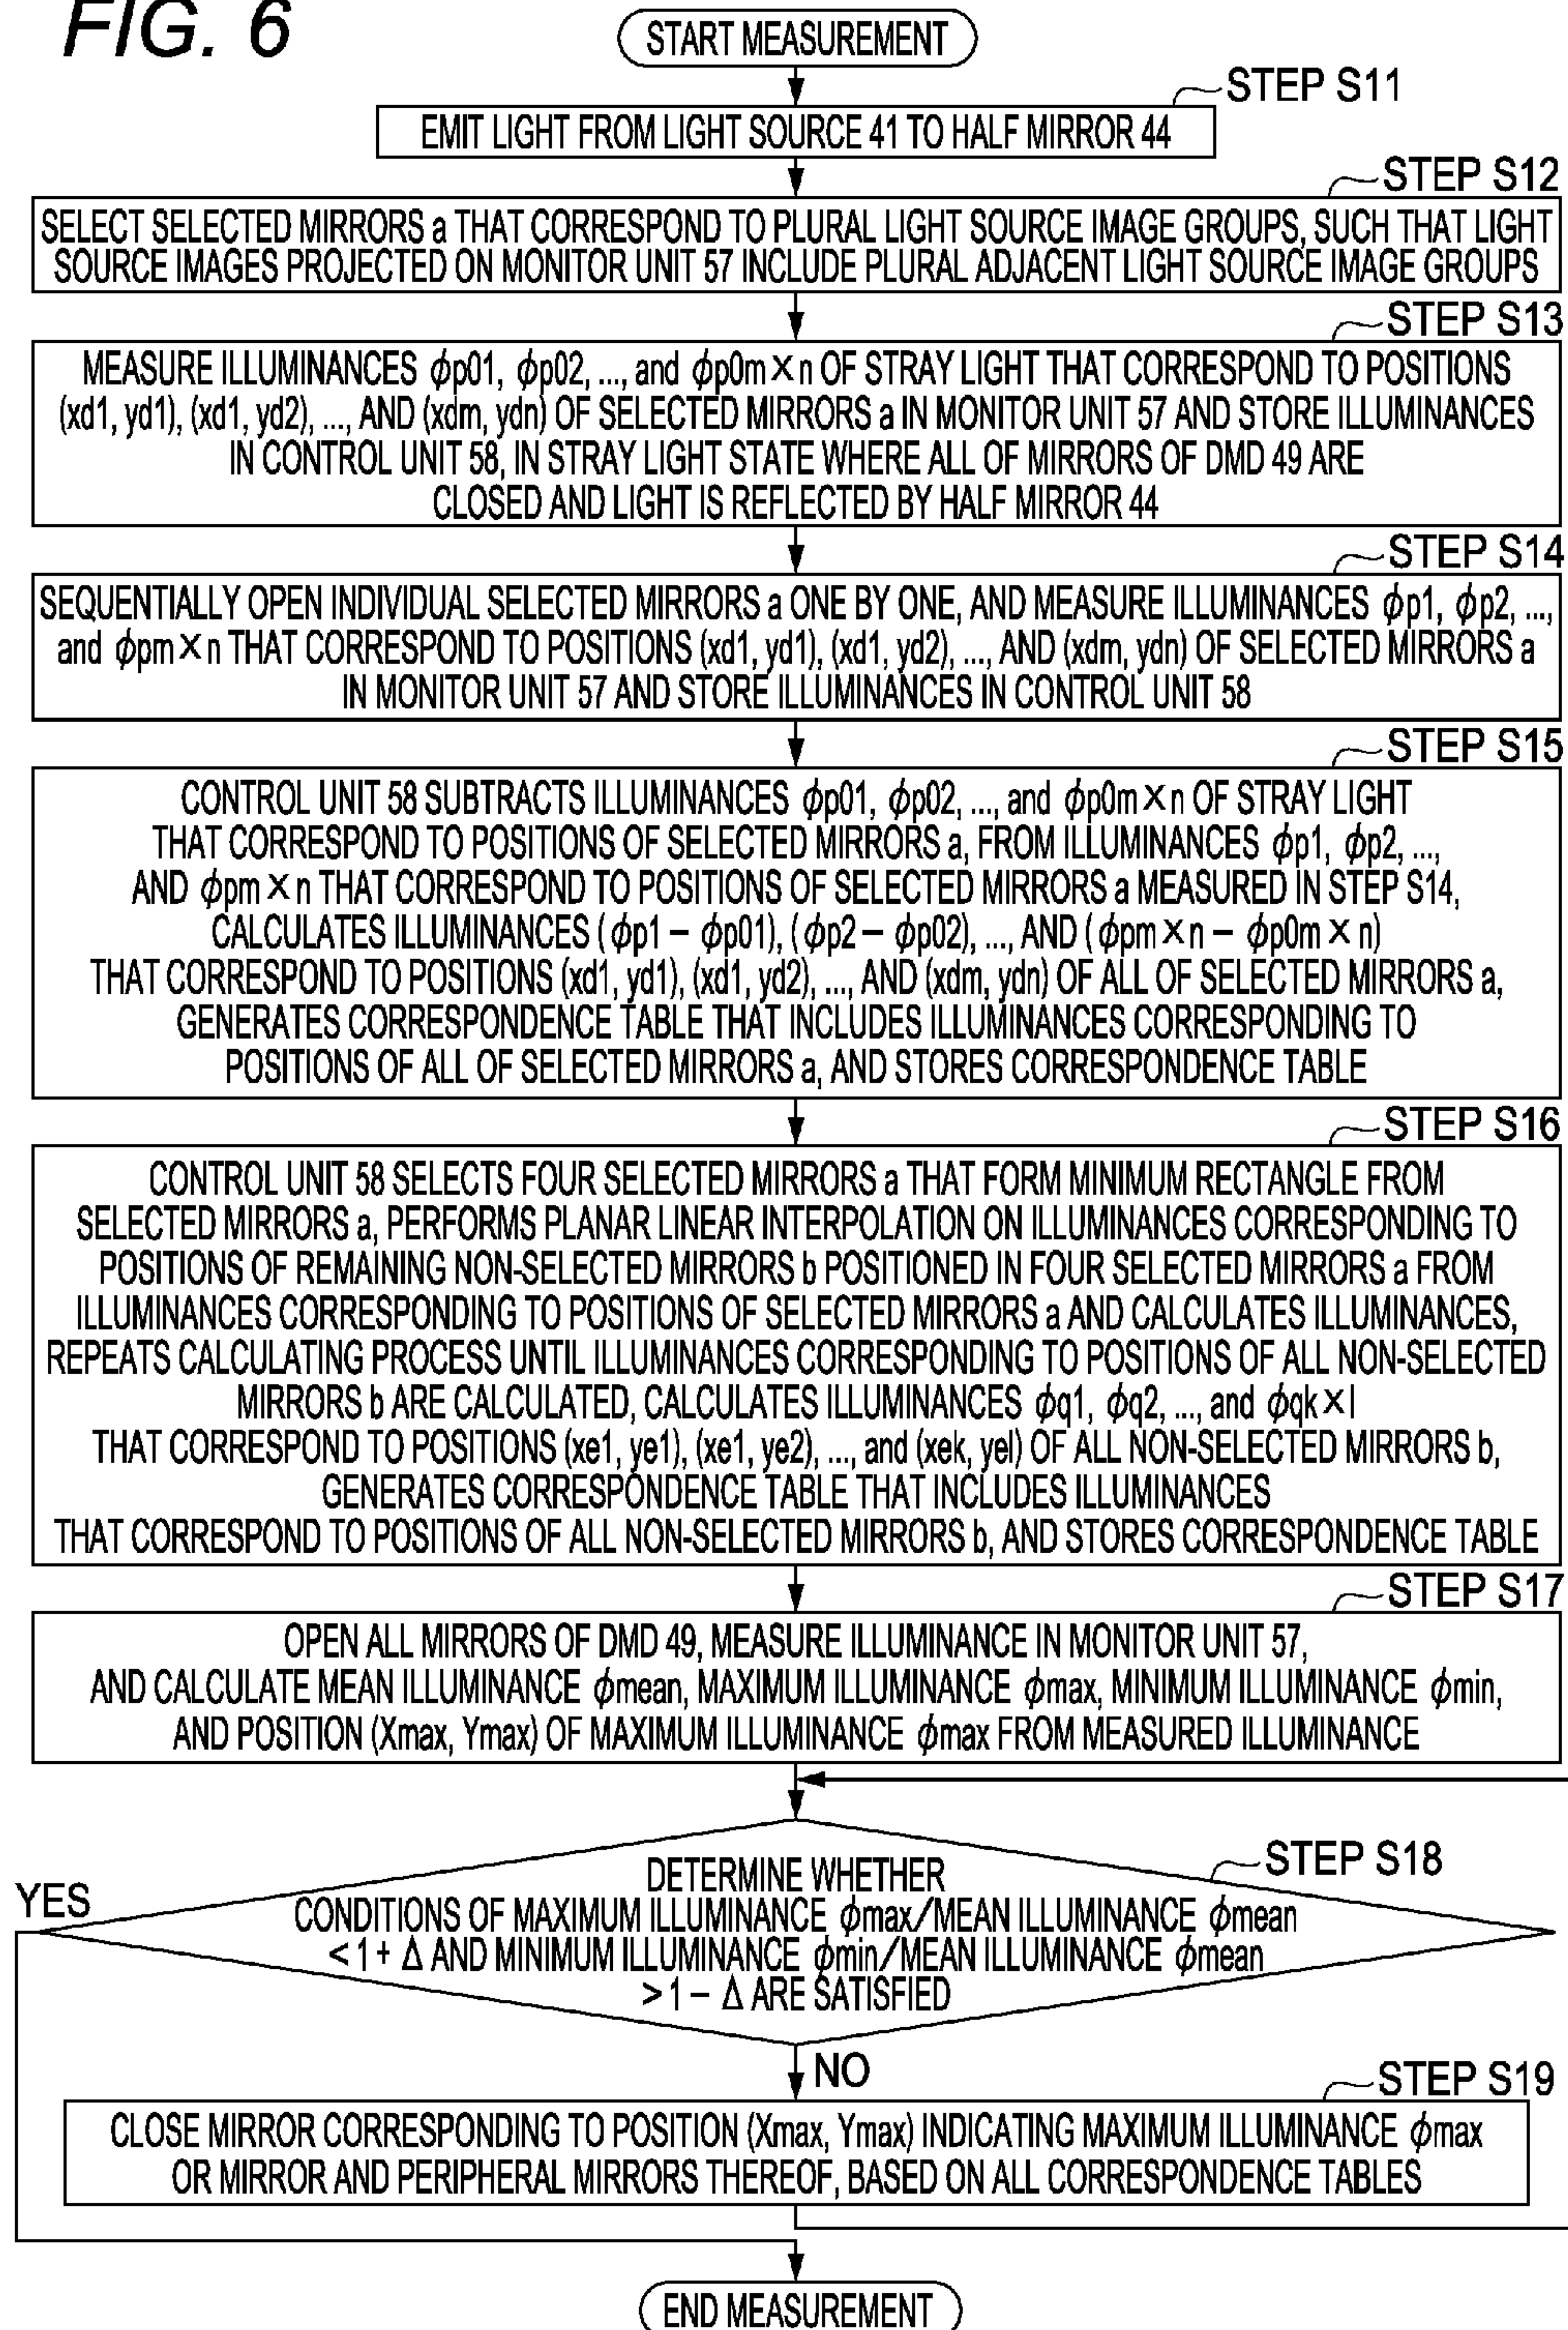 FIG. 6
START MEASUREMENT
STEP S11
EMIT LIGHT FROM LIGHT SOURCE 41 TO HALF MIRROR 44
STEP S12
SELECT SELECTED MIRRORS a THAT CORRESPOND TO PLURAL LIGHT SOURCE IMAGE GROUPS, SUCH THAT LIGHT
SOURCE IMAGES PROJECTED ON MONITOR UNIT 57 INCLUDE PLURAL ADJACENT LIGHT SOURCE IMAGE GROUPS
STEP S13
MEASURE ILLUMINANCES ϕp01, ϕp02, ..., and ϕp0m×n OF STRAY LIGHT THAT CORRESPOND TO POSITIONS
(xd1, yd1), (xd1, yd2), ..., AND (xdm, ydn) OF SELECTED MIRRORS a IN MONITOR UNIT 57 AND STORE ILLUMINANCES
IN CONTROL UNIT 58, IN STRAY LIGHT STATE WHERE ALL OF MIRRORS OF DMD 49 ARE
CLOSED AND LIGHT IS REFLECTED BY HALF MIRROR 44
STEP S14
SEQUENTIALLY OPEN INDIVIDUAL SELECTED MIRRORS a ONE BY ONE, AND MEASURE ILLUMINANCES ϕp1, ϕp2, ...,
and ϕpm×n THAT CORRESPOND TO POSITIONS (xd1, yd1), (xd1, yd2), ..., AND (xdm, ydn) OF SELECTED MIRRORS a
IN MONITOR UNIT 57 AND STORE ILLUMINANCES IN CONTROL UNIT 58
STEP S15
CONTROL UNIT 58 SUBTRACTS ILLUMINANCES ϕp01, ϕp02, ..., and ϕp0m×n OF STRAY LIGHT
THAT CORRESPOND TO POSITIONS OF SELECTED MIRRORS a, FROM ILLUMINANCES ϕp1, ϕp2, ...,
AND ϕpm×n THAT CORRESPOND TO POSITIONS OF SELECTED MIRRORS a MEASURED IN STEP S14,
CALCULATES ILLUMINANCES (ϕp1 – ϕp01), (ϕp2 – ϕp02), ..., AND (ϕpm×n – ϕp0m×n)
THAT CORRESPOND TO POSITIONS (xd1, yd1), (xd1, yd2), ..., AND (xdm, ydn) OF ALL OF SELECTED MIRRORS a,
GENERATES CORRESPONDENCE TABLE THAT INCLUDES ILLUMINANCES CORRESPONDING TO
POSITIONS OF ALL OF SELECTED MIRRORS a, AND STORES CORRESPONDENCE TABLE
STEP S16
CONTROL UNIT 58 SELECTS FOUR SELECTED MIRRORS a THAT FORM MINIMUM RECTANGLE FROM
SELECTED MIRRORS a, PERFORMS PLANAR LINEAR INTERPOLATION ON ILLUMINANCES CORRESPONDING TO
POSITIONS OF REMAINING NON-SELECTED MIRRORS b POSITIONED IN FOUR SELECTED MIRRORS a FROM
ILLUMINANCES CORRESPONDING TO POSITIONS OF SELECTED MIRRORS a AND CALCULATES ILLUMINANCES,
REPEATS CALCULATING PROCESS UNTIL ILLUMINANCES CORRESPONDING TO POSITIONS OF ALL NON-SELECTED
MIRRORS b ARE CALCULATED, CALCULATES ILLUMINANCES ϕq1, ϕq2, ..., and ϕqk×l
THAT CORRESPOND TO POSITIONS (xe1, ye1), (xe1, ye2), ..., and (xek, yel) OF ALL NON-SELECTED MIRRORS b,
GENERATES CORRESPONDENCE TABLE THAT INCLUDES ILLUMINANCES
THAT CORRESPOND TO POSITIONS OF ALL NON-SELECTED MIRRORS b, AND STORES CORRESPONDENCE TABLE
STEP S17
OPEN ALL MIRRORS OF DMD 49, MEASURE ILLUMINANCE IN MONITOR UNIT 57,
AND CALCULATE MEAN ILLUMINANCE ϕmean, MAXIMUM ILLUMINANCE ϕmax, MINIMUM ILLUMINANCE ϕmin,
AND POSITION (Xmax, Ymax) OF MAXIMUM ILLUMINANCE ϕmax FROM MEASURED ILLUMINANCE
STEP S18
DETERMINE WHETHER
YES
CONDITIONS OF MAXIMUM ILLUMINANCE ϕmax/MEAN ILLUMINANCE ϕmean
< 1 + Δ AND MINIMUM ILLUMINANCE ϕmin/MEAN ILLUMINANCE ϕmean
> 1 – Δ ARE SATISFIED
NO
STEP S19
CLOSE MIRROR CORRESPONDING TO POSITION (Xmax, Ymax) INDICATING MAXIMUM ILLUMINANCE ϕmax
OR MIRROR AND PERIPHERAL MIRRORS THEREOF, BASED ON ALL CORRESPONDENCE TABLES
END MEASUREMENT